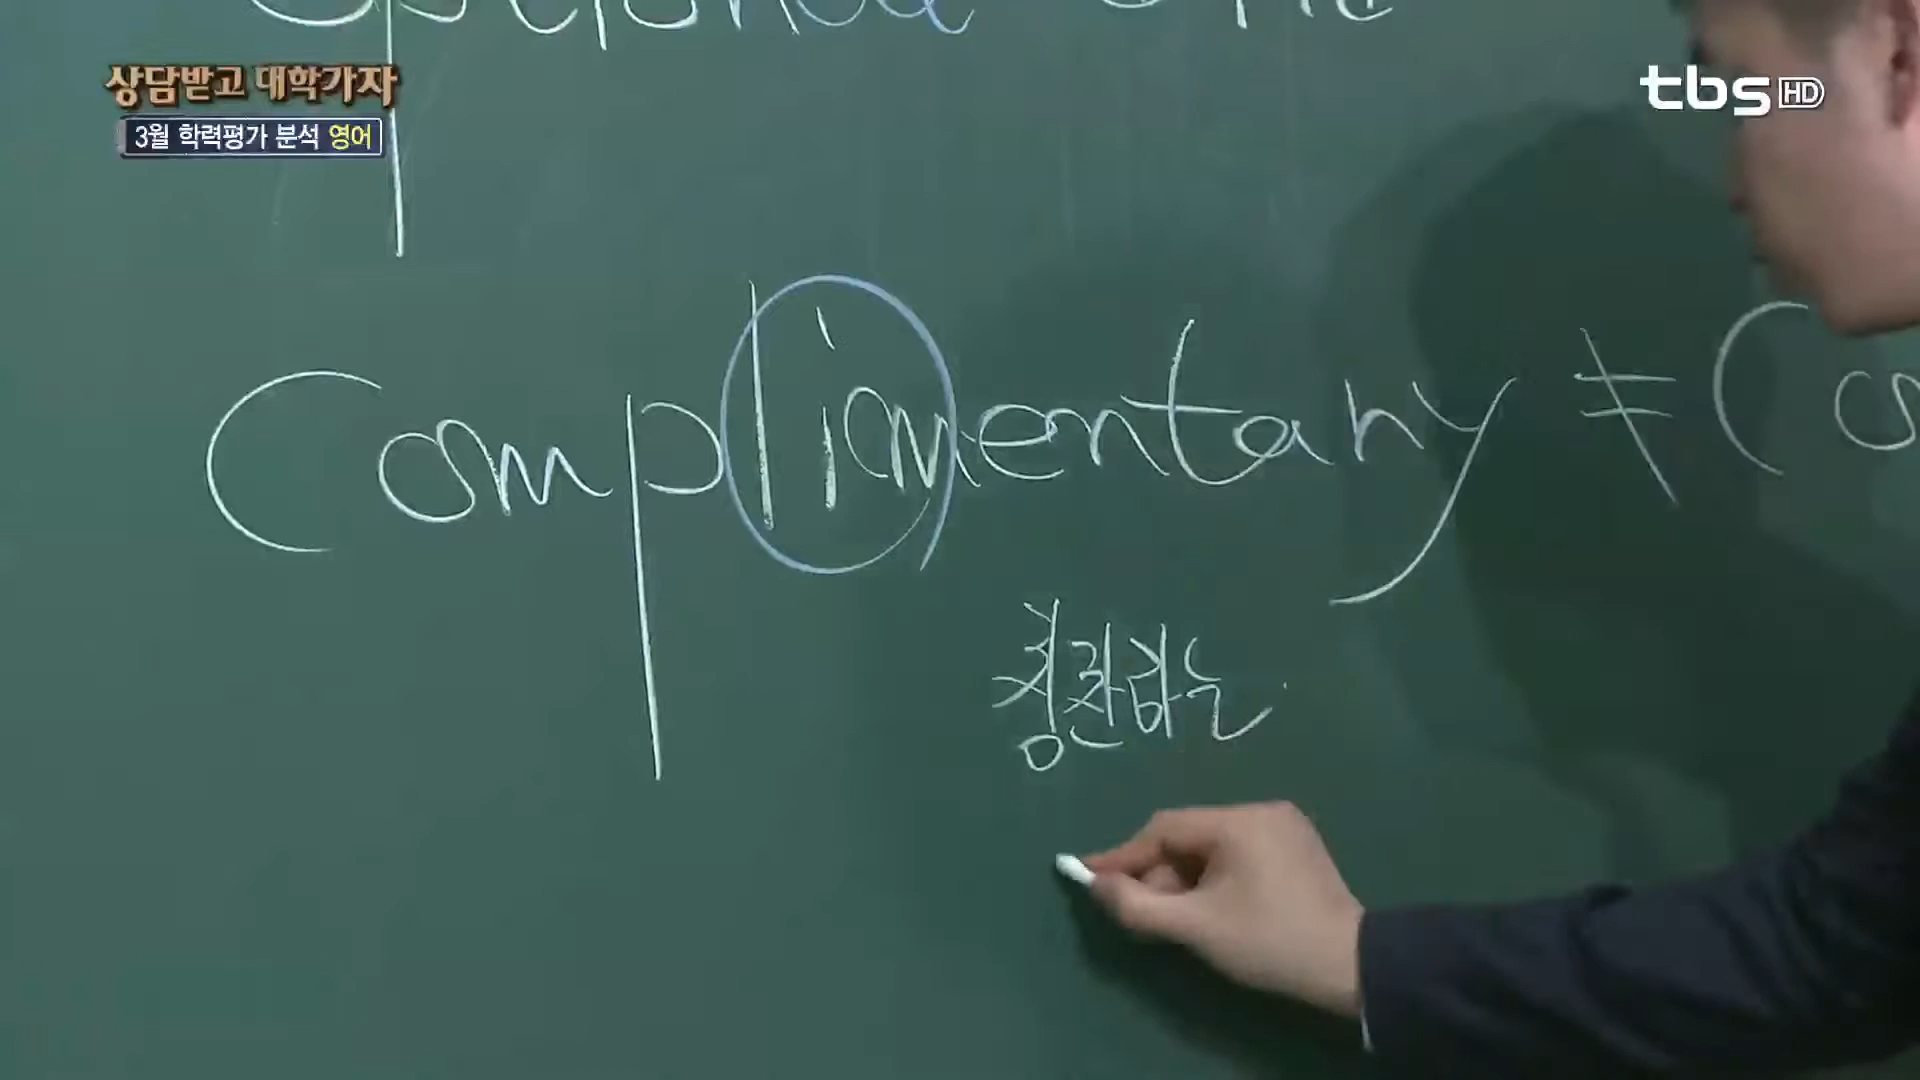 상담받고 대학가자
tbs HD
3월 학력평가 분석 영어
Complimentary ≠ Co
칭찬하는